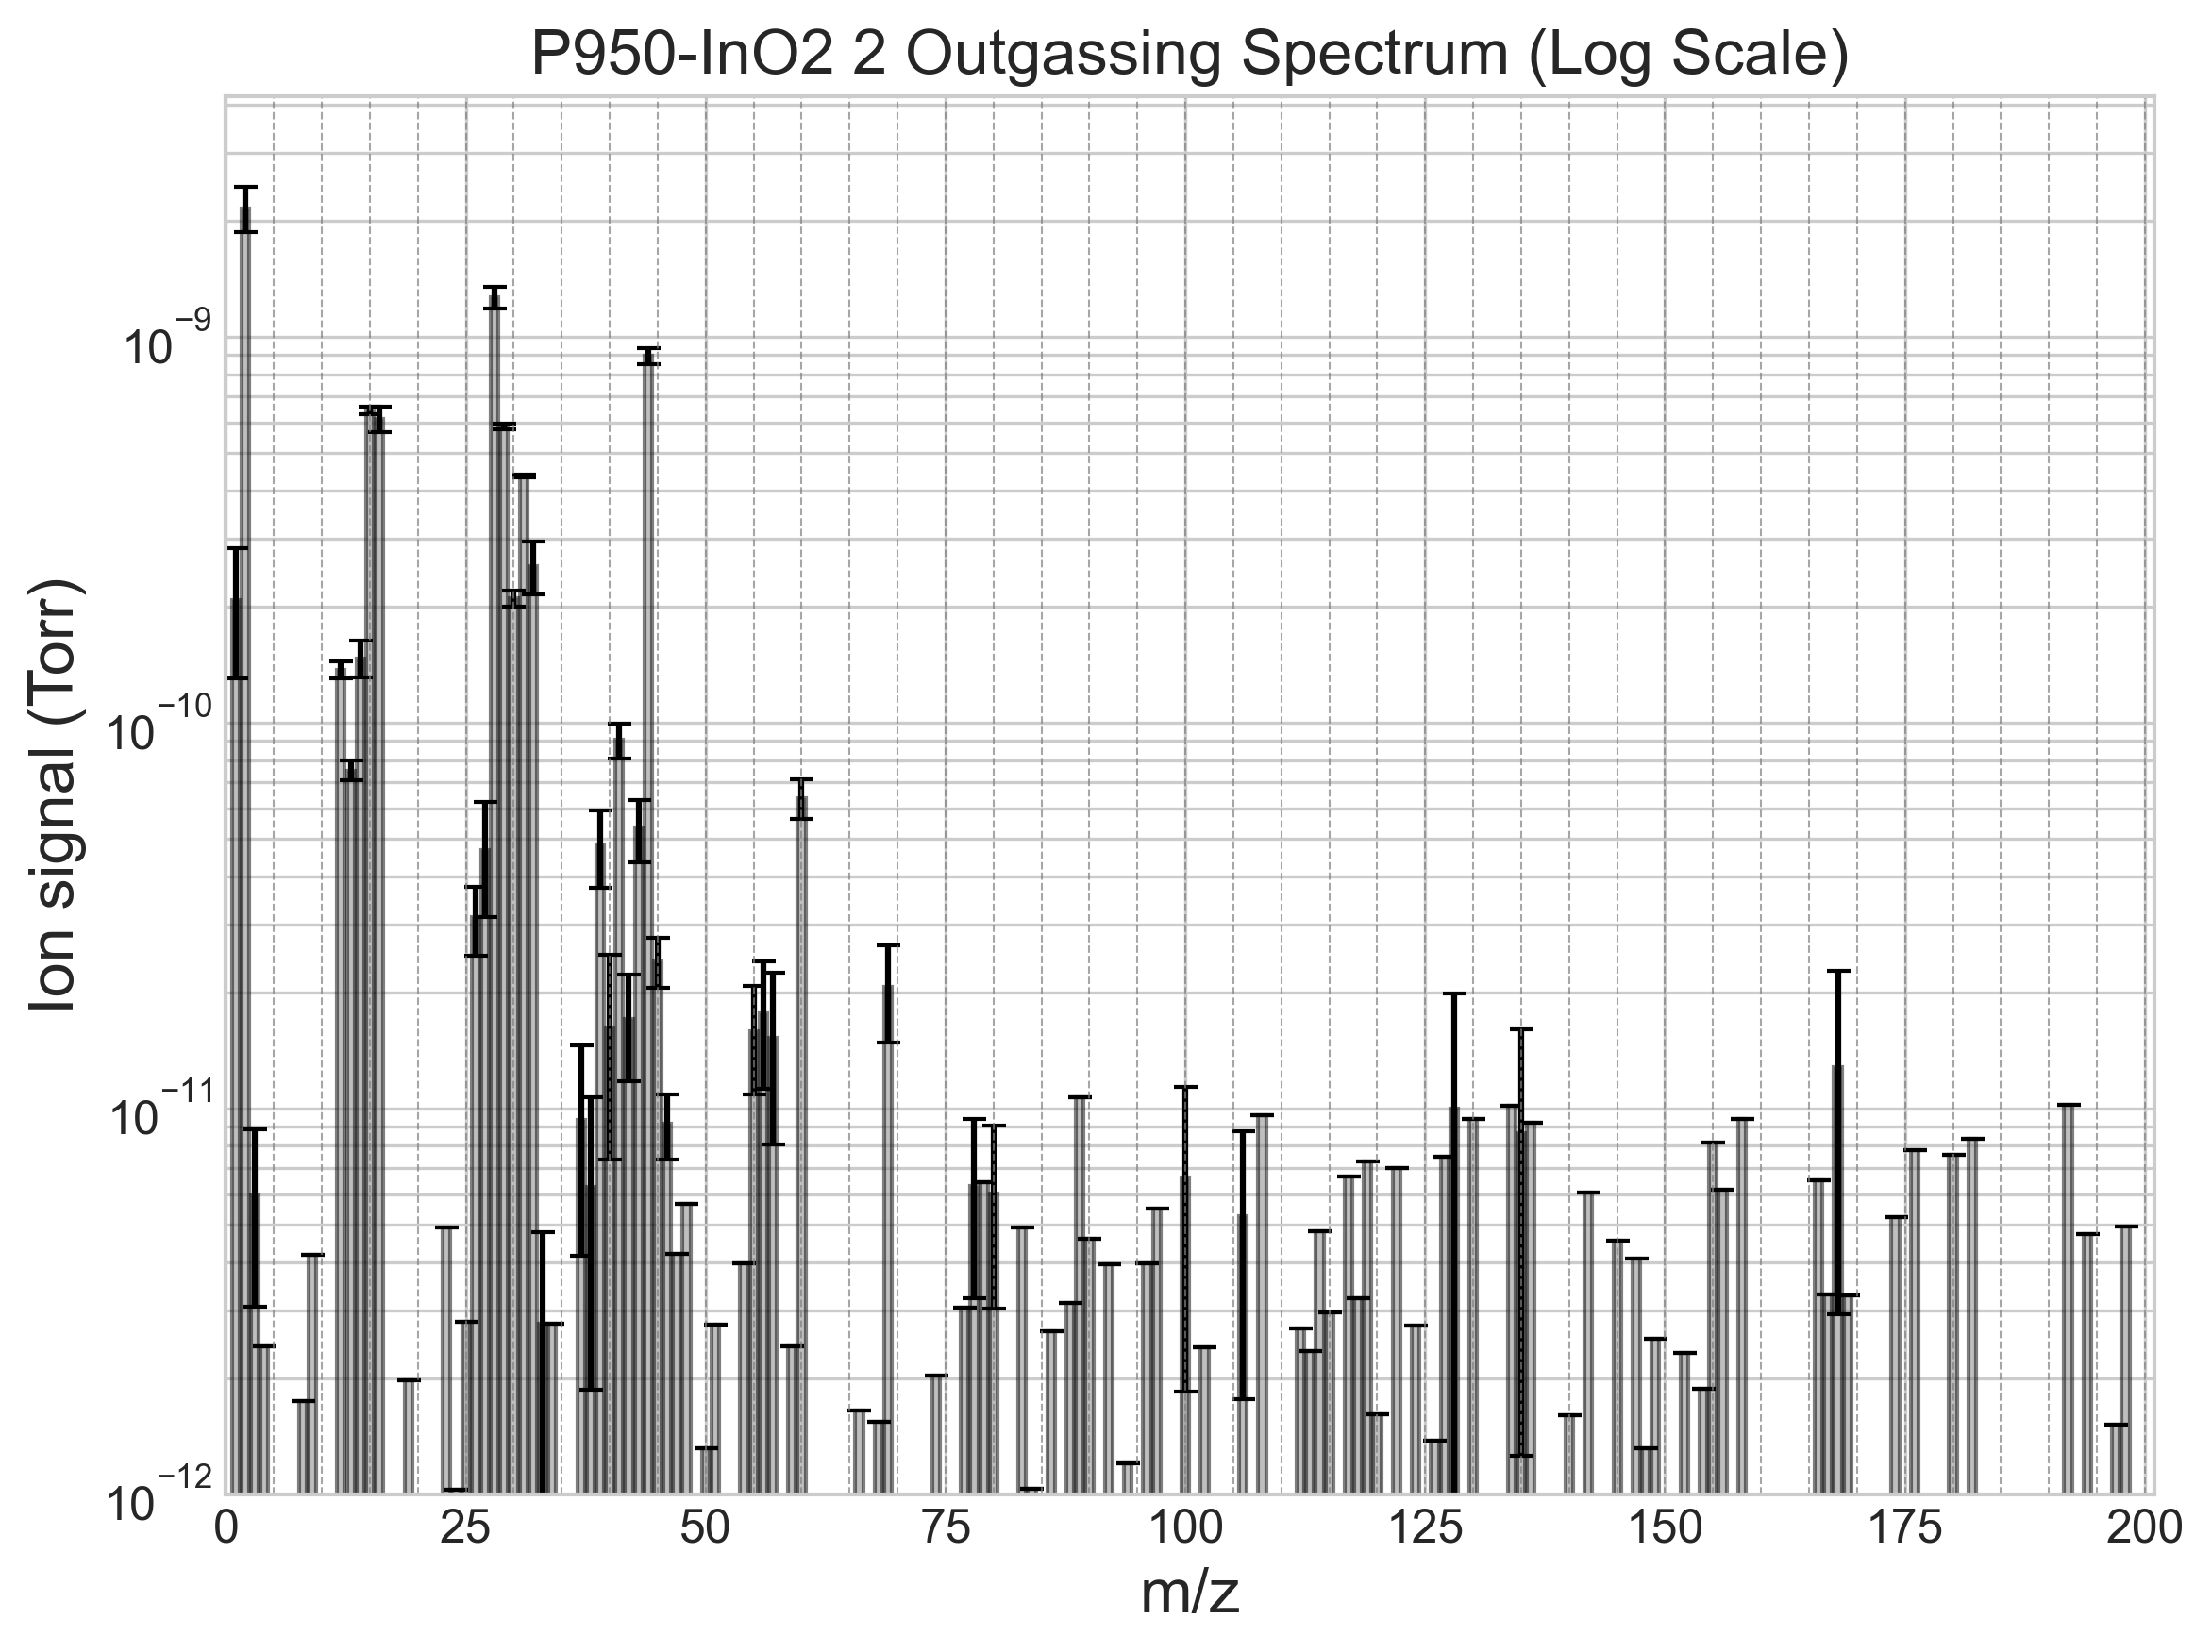 P950-InO2 2 Outgassing Spectrum (Log Scale)
Ion signal (Torr)
10⁻⁹
10⁻¹⁰
10⁻¹¹
10⁻¹²
0 25 50 75 100 125 150 175 200
m/z